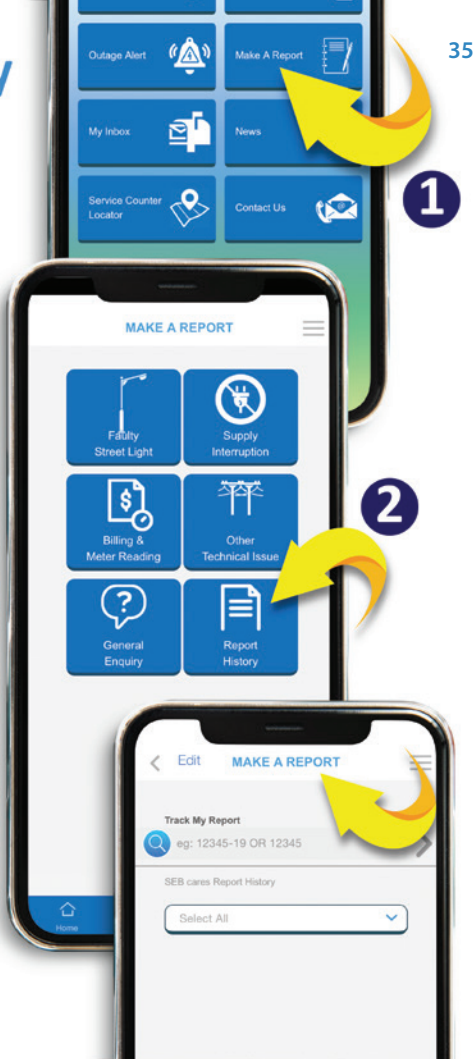 35
Outage Alert
Make A Report
My Inbox
News
Service Counter
Locator
Contact Us
1
MAKE A REPORT
Faulty
Street Light
Supply
Interruption
2
Billing &
Meter Reading
Other
Technical Issue
General
Enquiry
Report
History
Home
Edit
MAKE A REPORT
Track My Report
eg: 12345-19 OR 12345
SEB cares Report History
Select All